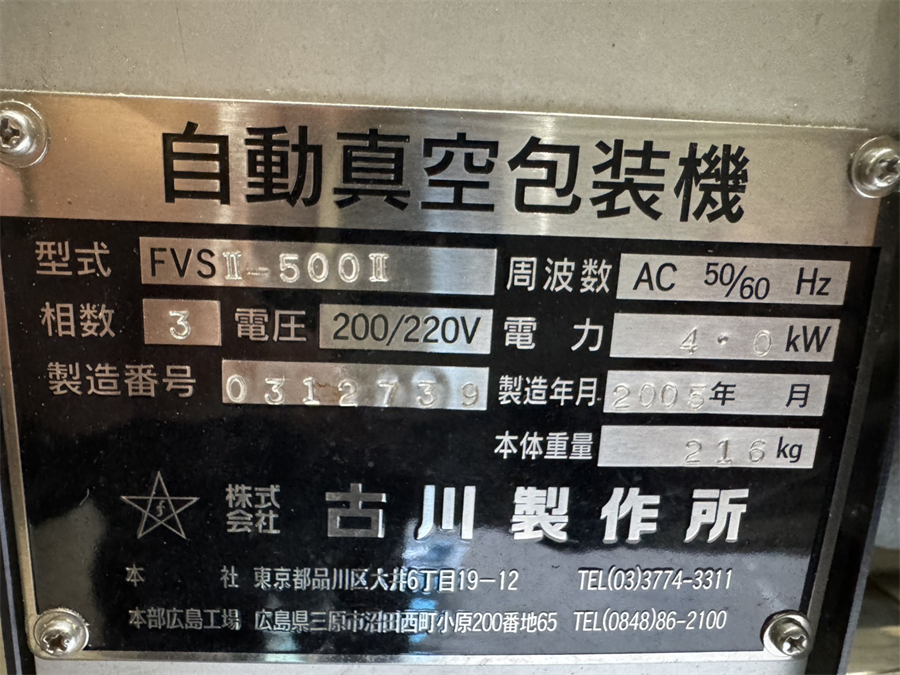 自動真空包装機
型式 FVSⅡ-500Ⅱ 周波数 AC 50/60 Hz
相数 3 電圧 200/220V 電力 4.0kW
製造番号 0312739 製造年月 2005年 月
本体重量 216kg
株式会社 古川製作所
本社 東京都品川区大井6丁目19-12 TEL(03)3774-3311
本部広島工場 広島県三原市沼田西町小原200番地65 TEL(0848)86-2100